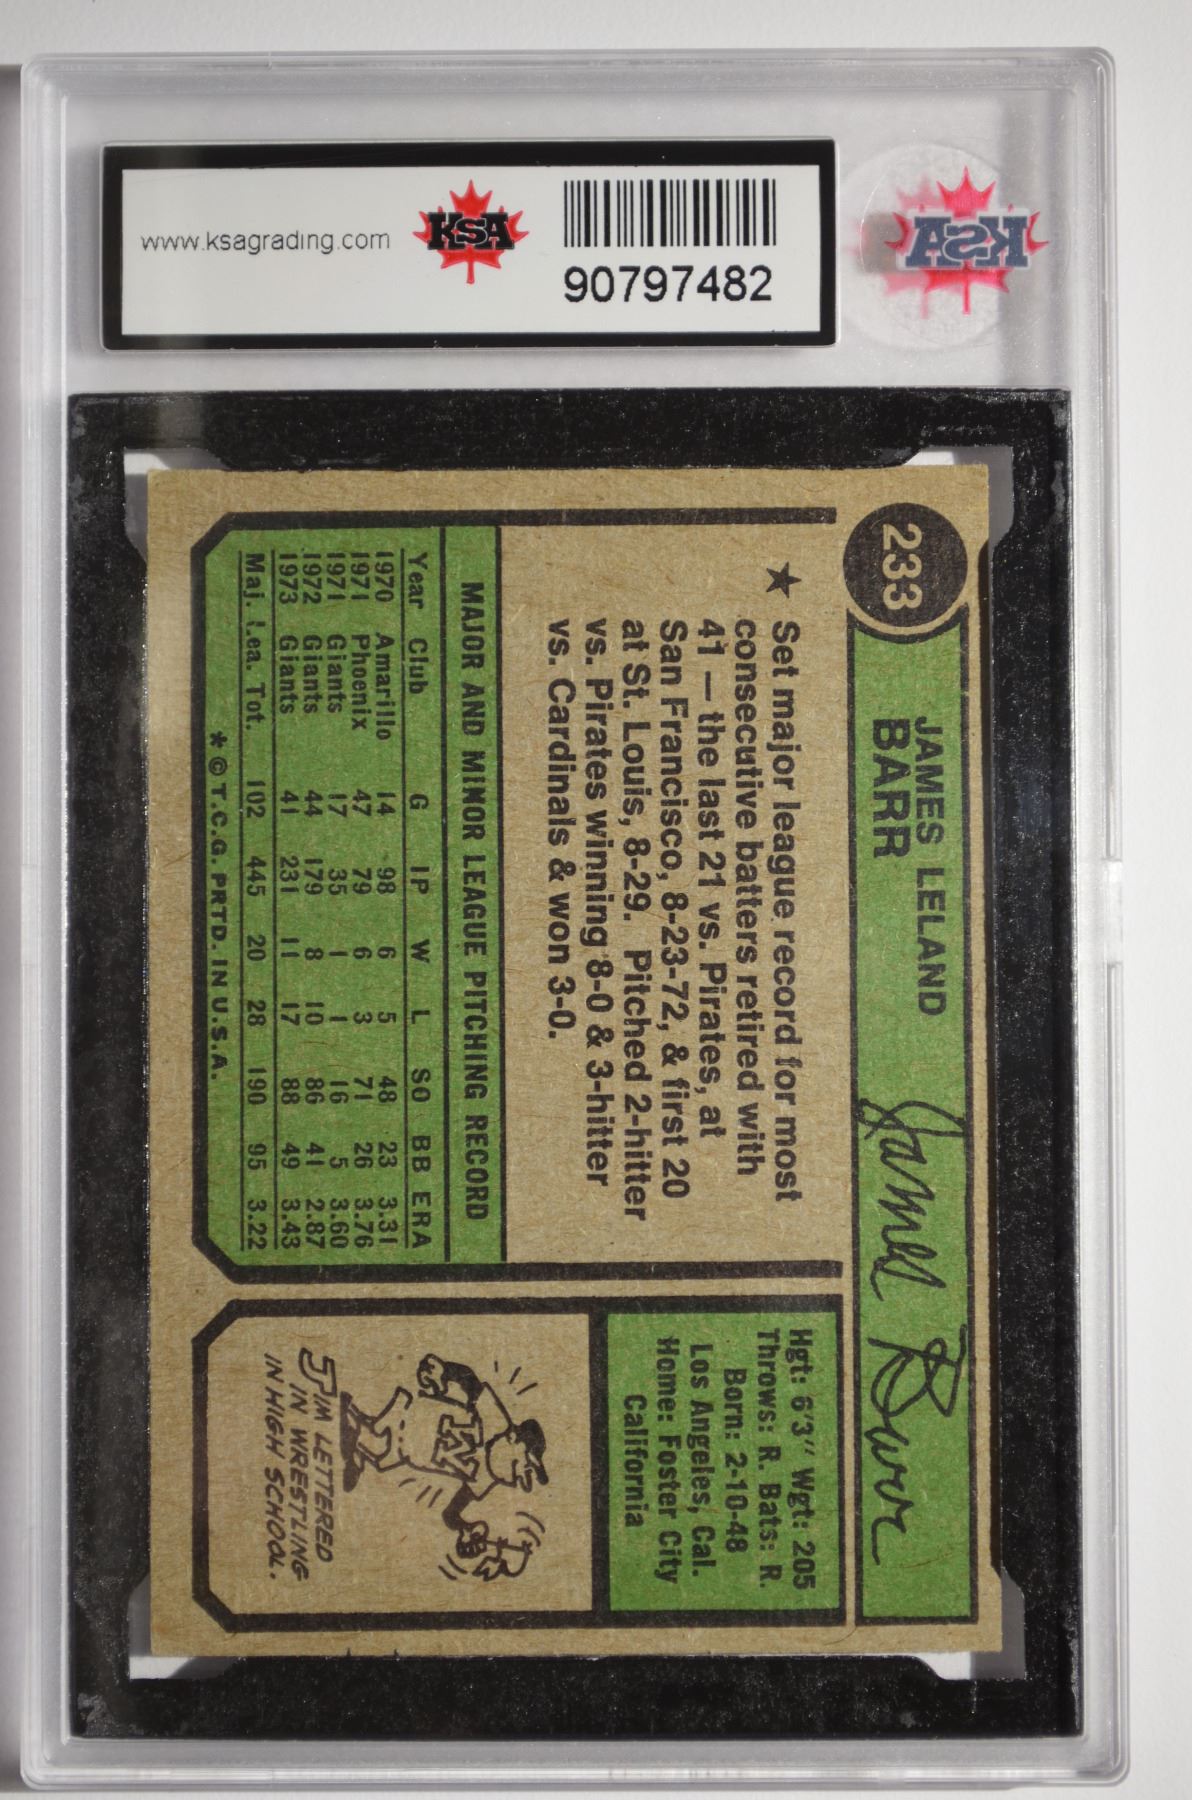 www.ksagrading.com
KSA
90797482
KSA
233
JAMES LELAND
BARR
James Barr
★ Set major league record for most
consecutive batters retired with
41 — the last 21 vs. Pirates, at
San Francisco, 8-23-72, & first 20
at St. Louis, 8-29. Pitched 2-hitter
vs. Pirates winning 8-0 & 3-hitter
vs. Cardinals & won 3-0.
MAJOR AND MINOR LEAGUE PITCHING RECORD
Year Club G IP W L SO BB ERA
1970 Amarillo 14 98 6 5 48 23 3.31
1971 Phoenix 47 79 6 3 71 26 3.76
1971 Giants 17 35 1 1 16 5 3.60
1972 Giants 44 179 8 10 86 41 2.87
1973 Giants 41 231 11 17 88 49 3.43
Maj. Lea. Tot. 102 445 20 28 190 95 3.22
* © T.C.G. PRTD. IN U.S.A.
Hgt: 6'3" Wgt: 205
Throws: R. Bats: R.
Born: 2-10-48
Los Angeles, Cal.
Home: Foster City
California
JIM LETTERED
IN WRESTLING
IN HIGH SCHOOL.